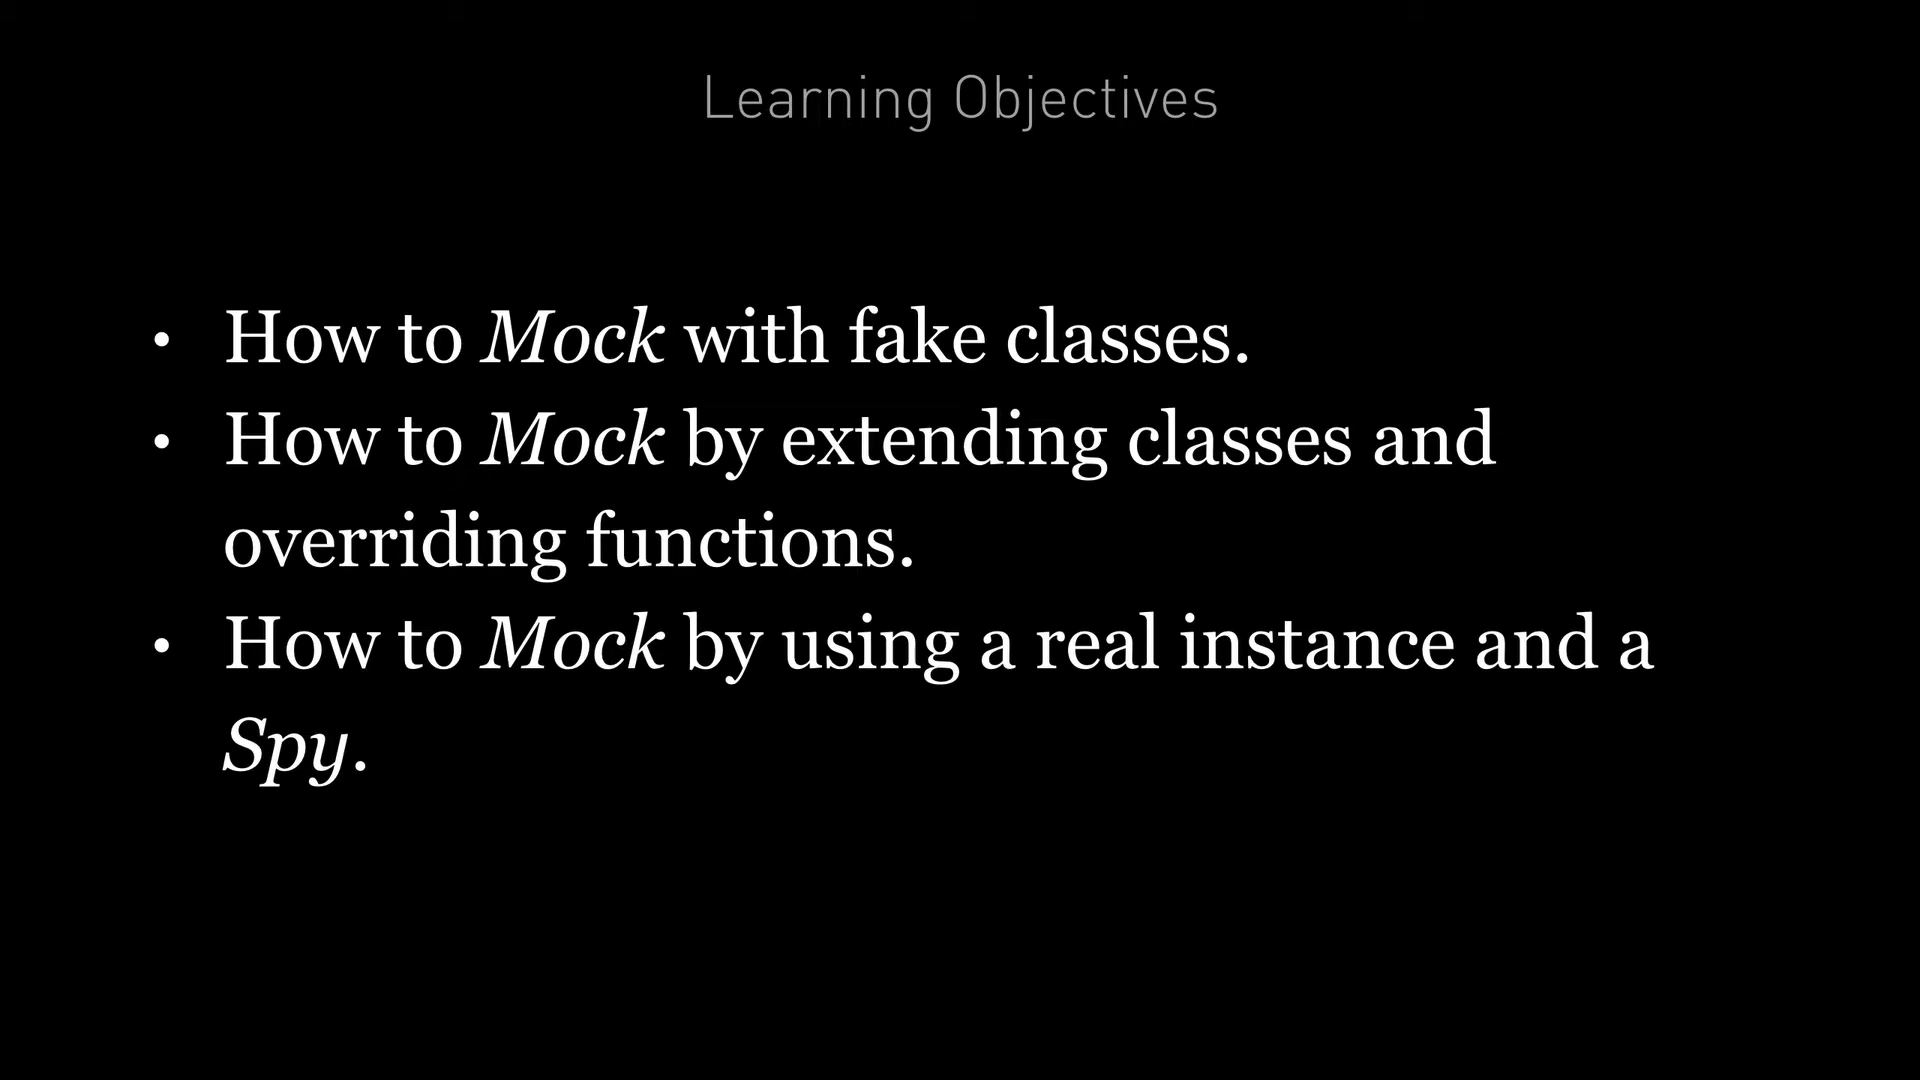 Learning Objectives
• How to Mock with fake classes.
• How to Mock by extending classes and
overriding functions.
• How to Mock by using a real instance and a
Spy.